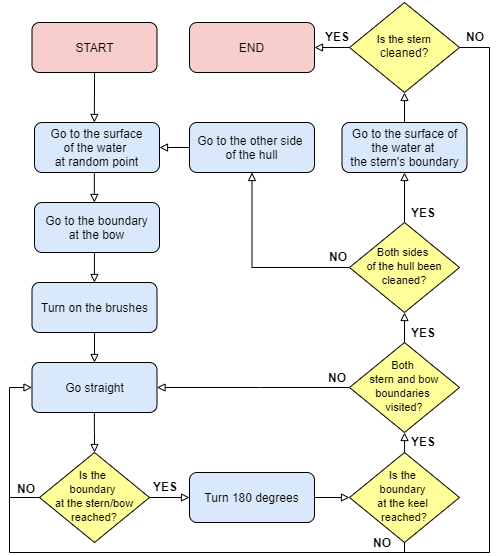 START
END
YES
Is the stern
cleaned?
NO
Go to the surface
of the water
at random point
Go to the other side
of the hull
Go to the surface of
the water at
the stern's boundary
YES
Go to the boundary
at the bow
NO
Both sides
of the hull been
cleaned?
Turn on the brushes
YES
Go straight
NO
Both
stern and bow
boundaries
visited?
YES
NO
Is the
boundary
at the stern/bow
reached?
YES
Turn 180 degrees
Is the
boundary
at the keel
reached?
NO